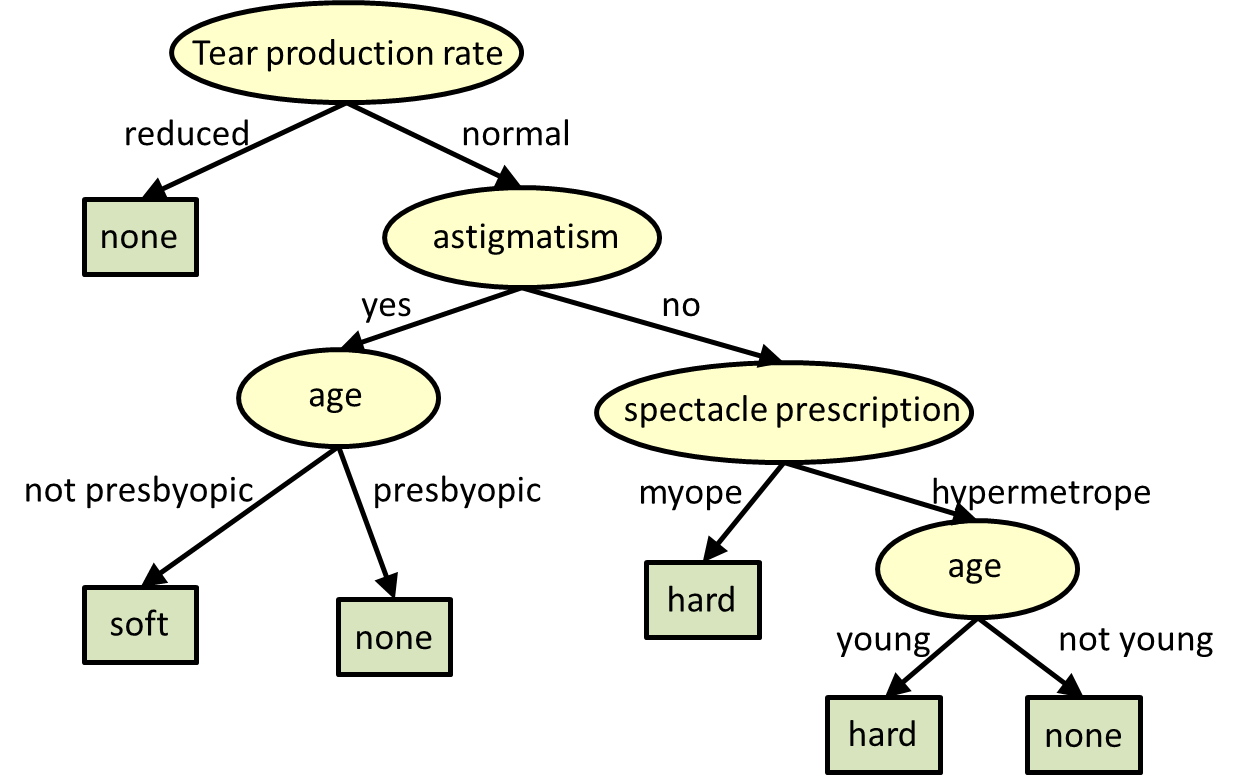 Tear production rate
reduced
normal
none
astigmatism
yes
no
age
spectacle prescription
not presbyopic
presbyopic
myope
hypermetrope
soft
none
hard
age
young
not young
hard
none